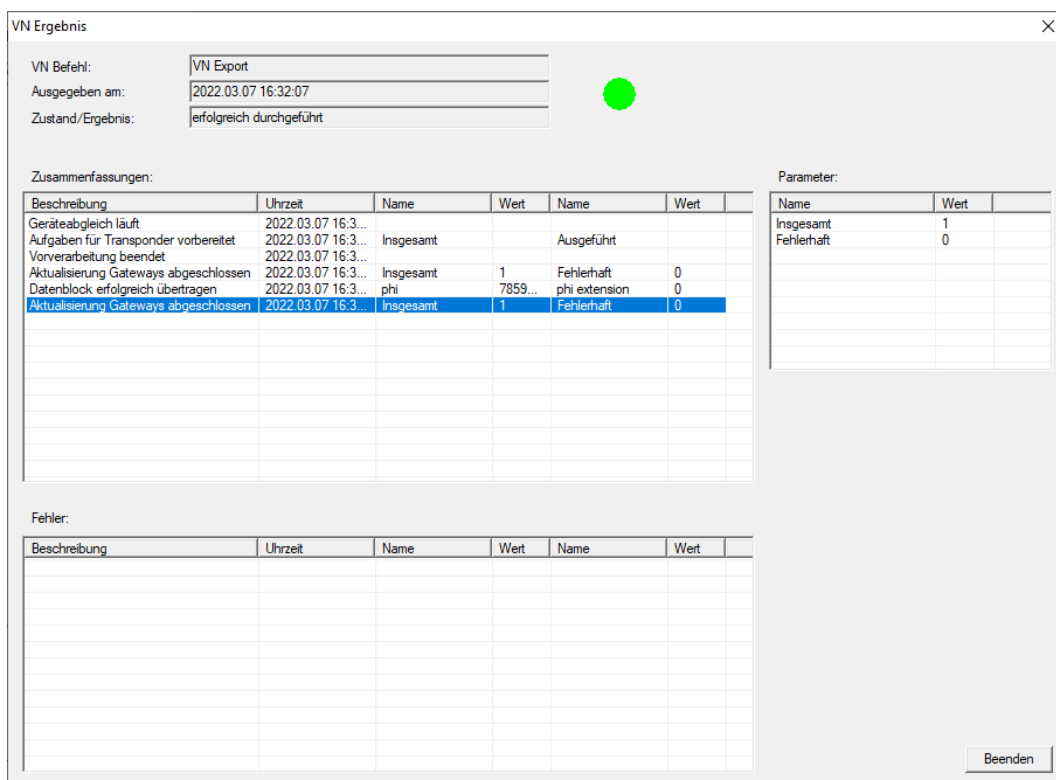 VN Ergebnis
VN Befehl: VN Export
Ausgegeben am: 2022.03.07 16:32:07
Zustand/Ergebnis: erfolgreich durchgeführt
Zusammenfassungen:
Beschreibung Uhrzeit Name Wert Name Wert
Geräteabgleich läuft 2022.03.07 16:3...
Aufgaben für Transponder vorbereitet 2022.03.07 16:3... Insgesamt Ausgeführt
Vorverarbeitung beendet 2022.03.07 16:3...
Aktualisierung Gateways abgeschlossen 2022.03.07 16:3... Insgesamt 1 Fehlerhaft 0
Datenblock erfolgreich übertragen 2022.03.07 16:3... phi 7859... phi extension 0
Aktualisierung Gateways abgeschlossen 2022.03.07 16:3... Insgesamt 1 Fehlerhaft 0
Parameter:
Name Wert
Insgesamt 1
Fehlerhaft 0
Fehler:
Beschreibung Uhrzeit Name Wert Name Wert
Beenden